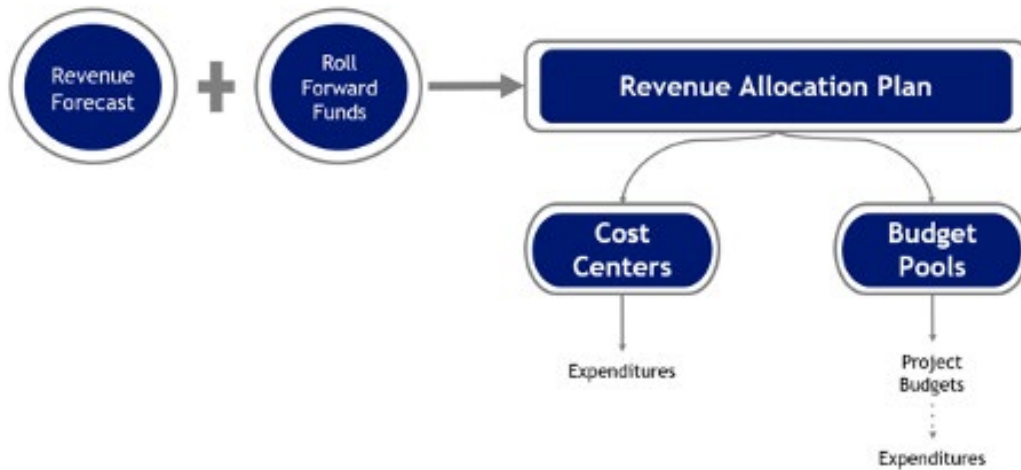 Revenue
Forecast
Roll
Forward
Funds
Revenue Allocation Plan
Cost
Centers
Budget
Pools
Expenditures
Project
Budgets
Expenditures